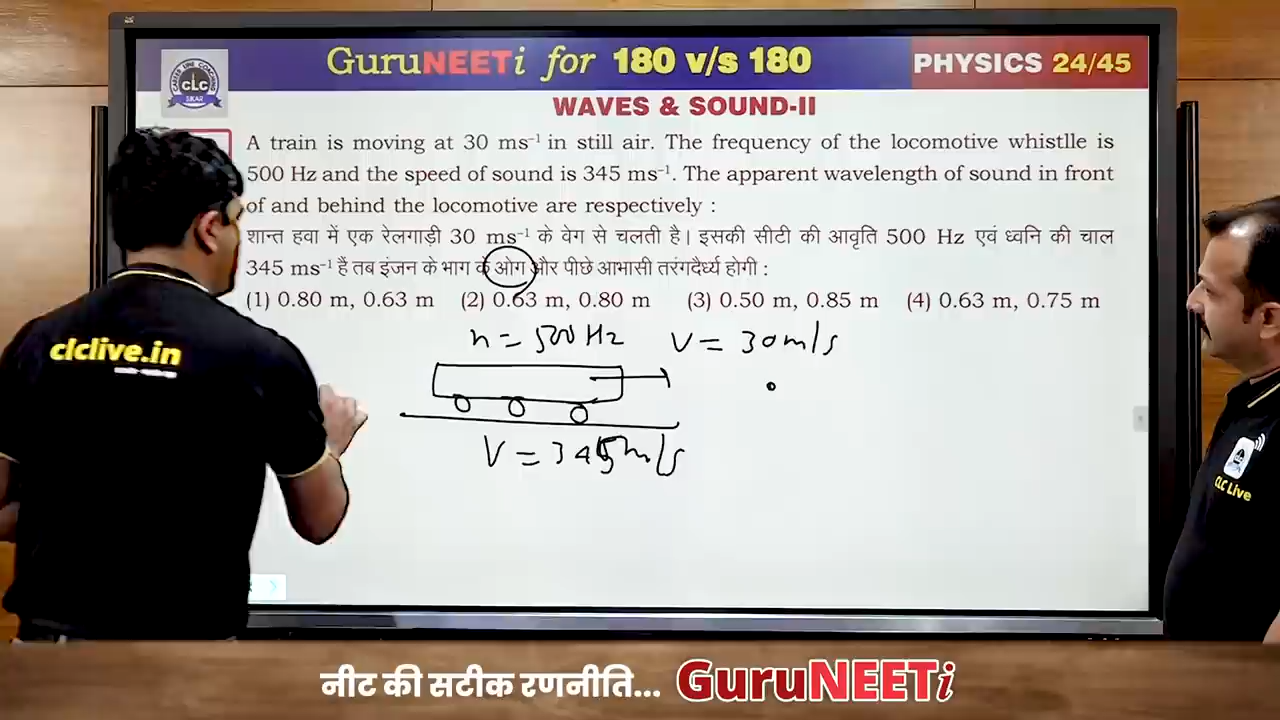 GuruNEETi for 180 v/s 180
PHYSICS 24/45
CLC
SIKAR
WAVES & SOUND-II
A train is moving at 30 ms⁻¹ in still air. The frequency of the locomotive whistlle is
500 Hz and the speed of sound is 345 ms⁻¹. The apparent wavelength of sound in front
of and behind the locomotive are respectively :
शान्त हवा में एक रेलगाड़ी 30 ms⁻¹ के वेग से चलती है। इसकी सीटी की आवृति 500 Hz एवं ध्वनि की चाल
345 ms⁻¹ हैं तब इंजन के भाग के ओग और पीछे आभासी तरंगदैर्ध्य होगी :
(1) 0.80 m, 0.63 m (2) 0.63 m, 0.80 m (3) 0.50 m, 0.85 m (4) 0.63 m, 0.75 m
n = 500 Hz V = 30 m/s
V = 345 m/s
clclive.in
CLC Live
नीट की सटीक रणनीति... GuruNEETi